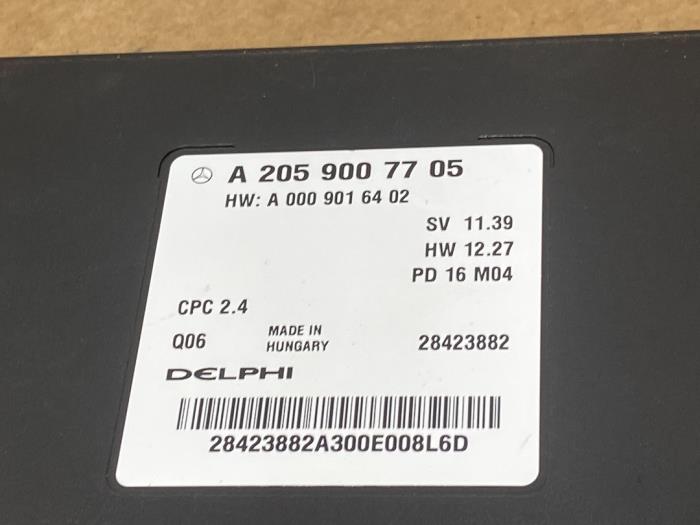 A 205 900 77 05
HW: A 000 901 64 02
SV 11.39
HW 12.27
PD 16 M04
CPC 2.4
Q06 MADE IN HUNGARY 28423882
DELPHI
28423882A300E008L6D